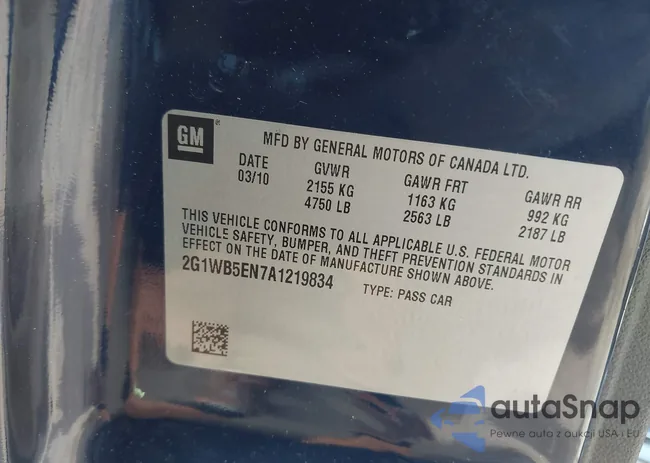 GM
MFD BY GENERAL MOTORS OF CANADA LTD.
DATE GVWR GAWR FRT GAWR RR
03/10 2155 KG 1163 KG 992 KG
4750 LB 2563 LB 2187 LB
THIS VEHICLE CONFORMS TO ALL APPLICABLE U.S. FEDERAL MOTOR
VEHICLE SAFETY, BUMPER, AND THEFT PREVENTION STANDARDS IN
EFFECT ON THE DATE OF MANUFACTURE SHOWN ABOVE.
2G1WB5EN7A1219834 TYPE: PASS CAR
autaSnap
Pewne auto z aukcji USA i EU